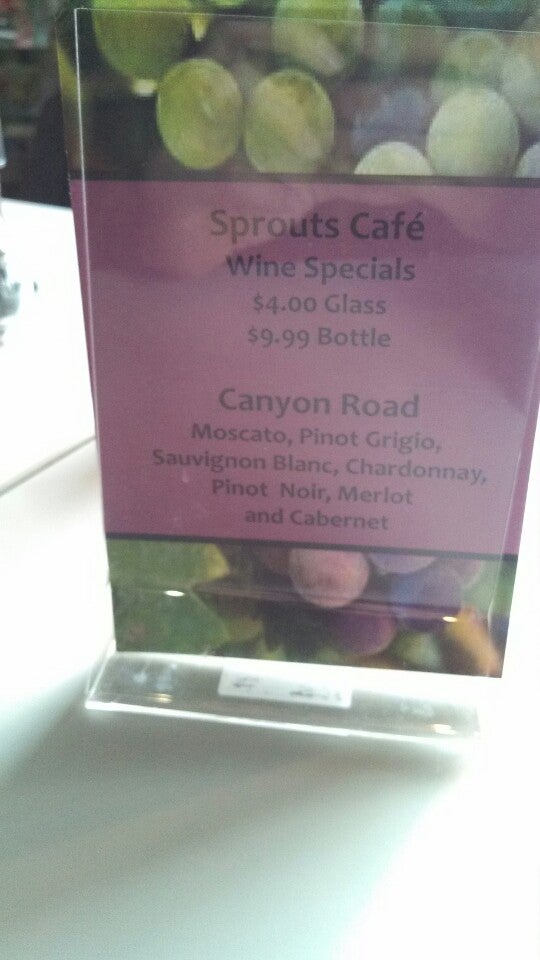 Sprouts Café
Wine Specials
$4.00 Glass
$9.99 Bottle
Canyon Road
Moscato, Pinot Grigio,
Sauvignon Blanc, Chardonnay,
Pinot Noir, Merlot
and Cabernet